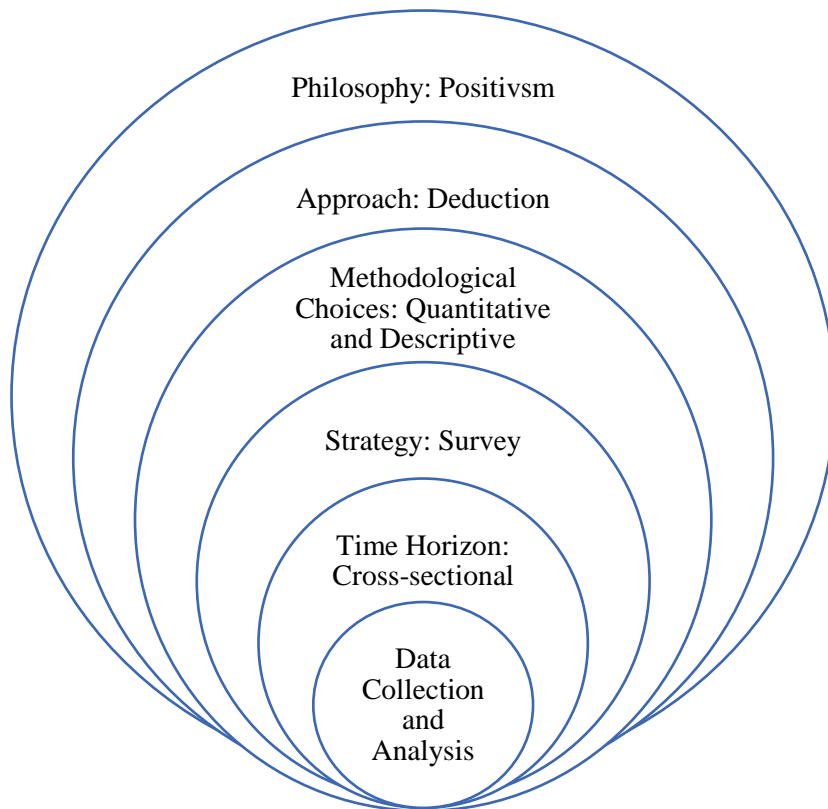 Philosophy: Positivsm
Approach: Deduction
Methodological
Choices: Quantitative
and Descriptive
Strategy: Survey
Time Horizon:
Cross-sectional
Data
Collection
and
Analysis